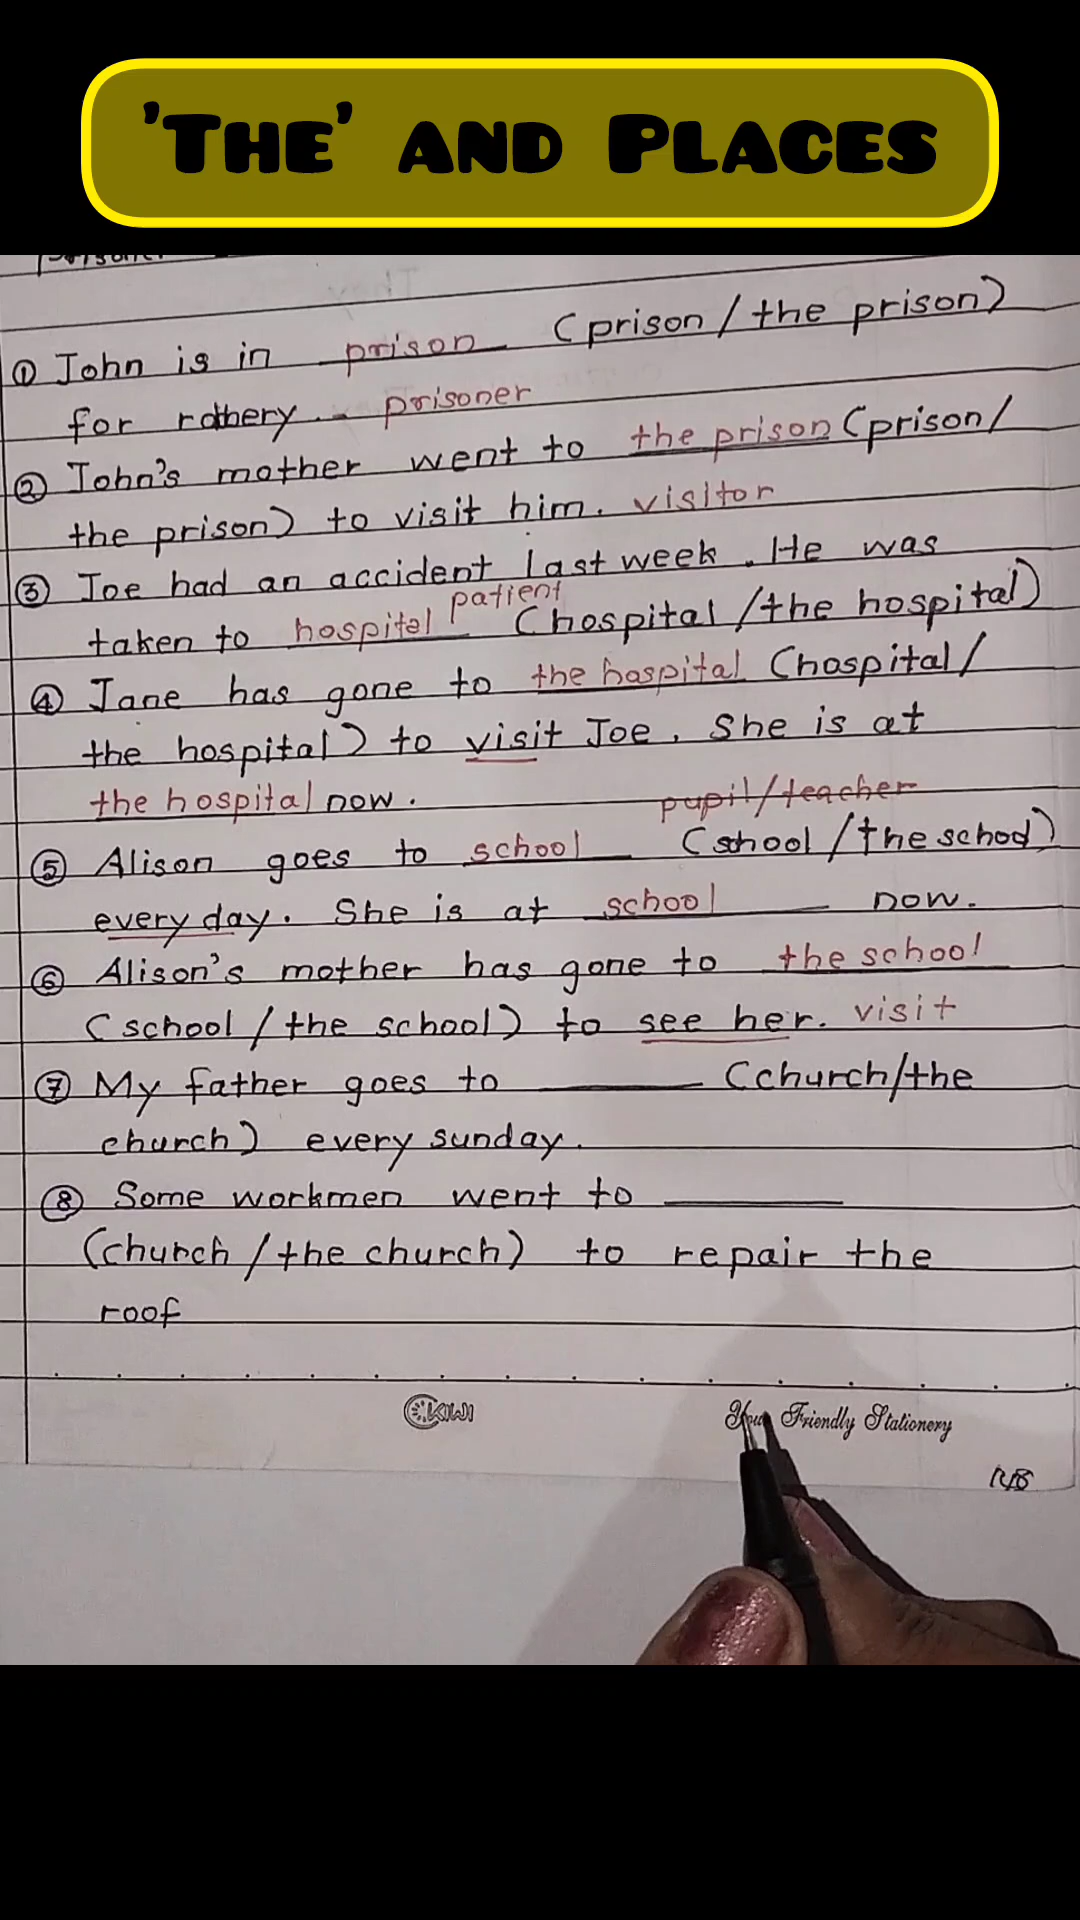 'The' and Places
① John is in prison (prison / the prison)
for robbery. - prisoner
② John's mother went to the prison (prison/
the prison) to visit him. visitor
③ Joe had an accident last week. He was
patient
taken to hospital (hospital / the hospital)
④ Jane has gone to the hospital (hospital/
the hospital) to visit Joe. She is at
the hospital now.
pupil/teacher
⑤ Alison goes to school (school / the school)
every day. She is at school now.
⑥ Alison's mother has gone to the school
(school / the school) to see her. visit
⑦ My father goes to ______ (church/the
church) every sunday.
⑧ Some workmen went to ______
(church / the church) to repair the
roof
KIWI
Your Friendly Stationery